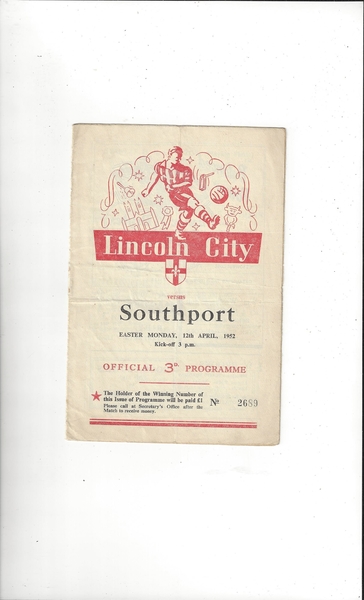 Lincoln City
versus
Southport
EASTER MONDAY, 12th APRIL, 1952
Kick-off 3 p.m.
OFFICIAL 3ᴰ· PROGRAMME
The Holder of the Winning Number of
this Issue of Programme will be paid £1
Please call at Secretary's Office after the
Match to receive money.
Nº 2689